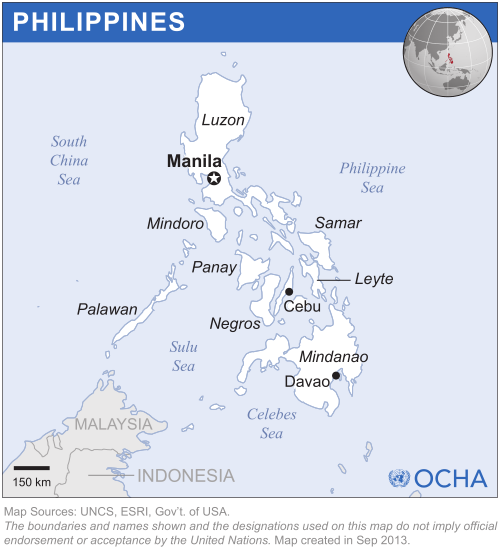 PHILIPPINES
Luzon
South
China
Sea
Manila
Philippine
Sea
Mindoro
Samar
Panay
Leyte
Palawan
Cebu
Negros
Sulu
Sea
Mindanao
Davao
Celebes
Sea
MALAYSIA
INDONESIA
150 km
OCHA
Map Sources: UNCS, ESRI, Gov't. of USA.
The boundaries and names shown and the designations used on this map do not imply official
endorsement or acceptance by the United Nations. Map created in Sep 2013.